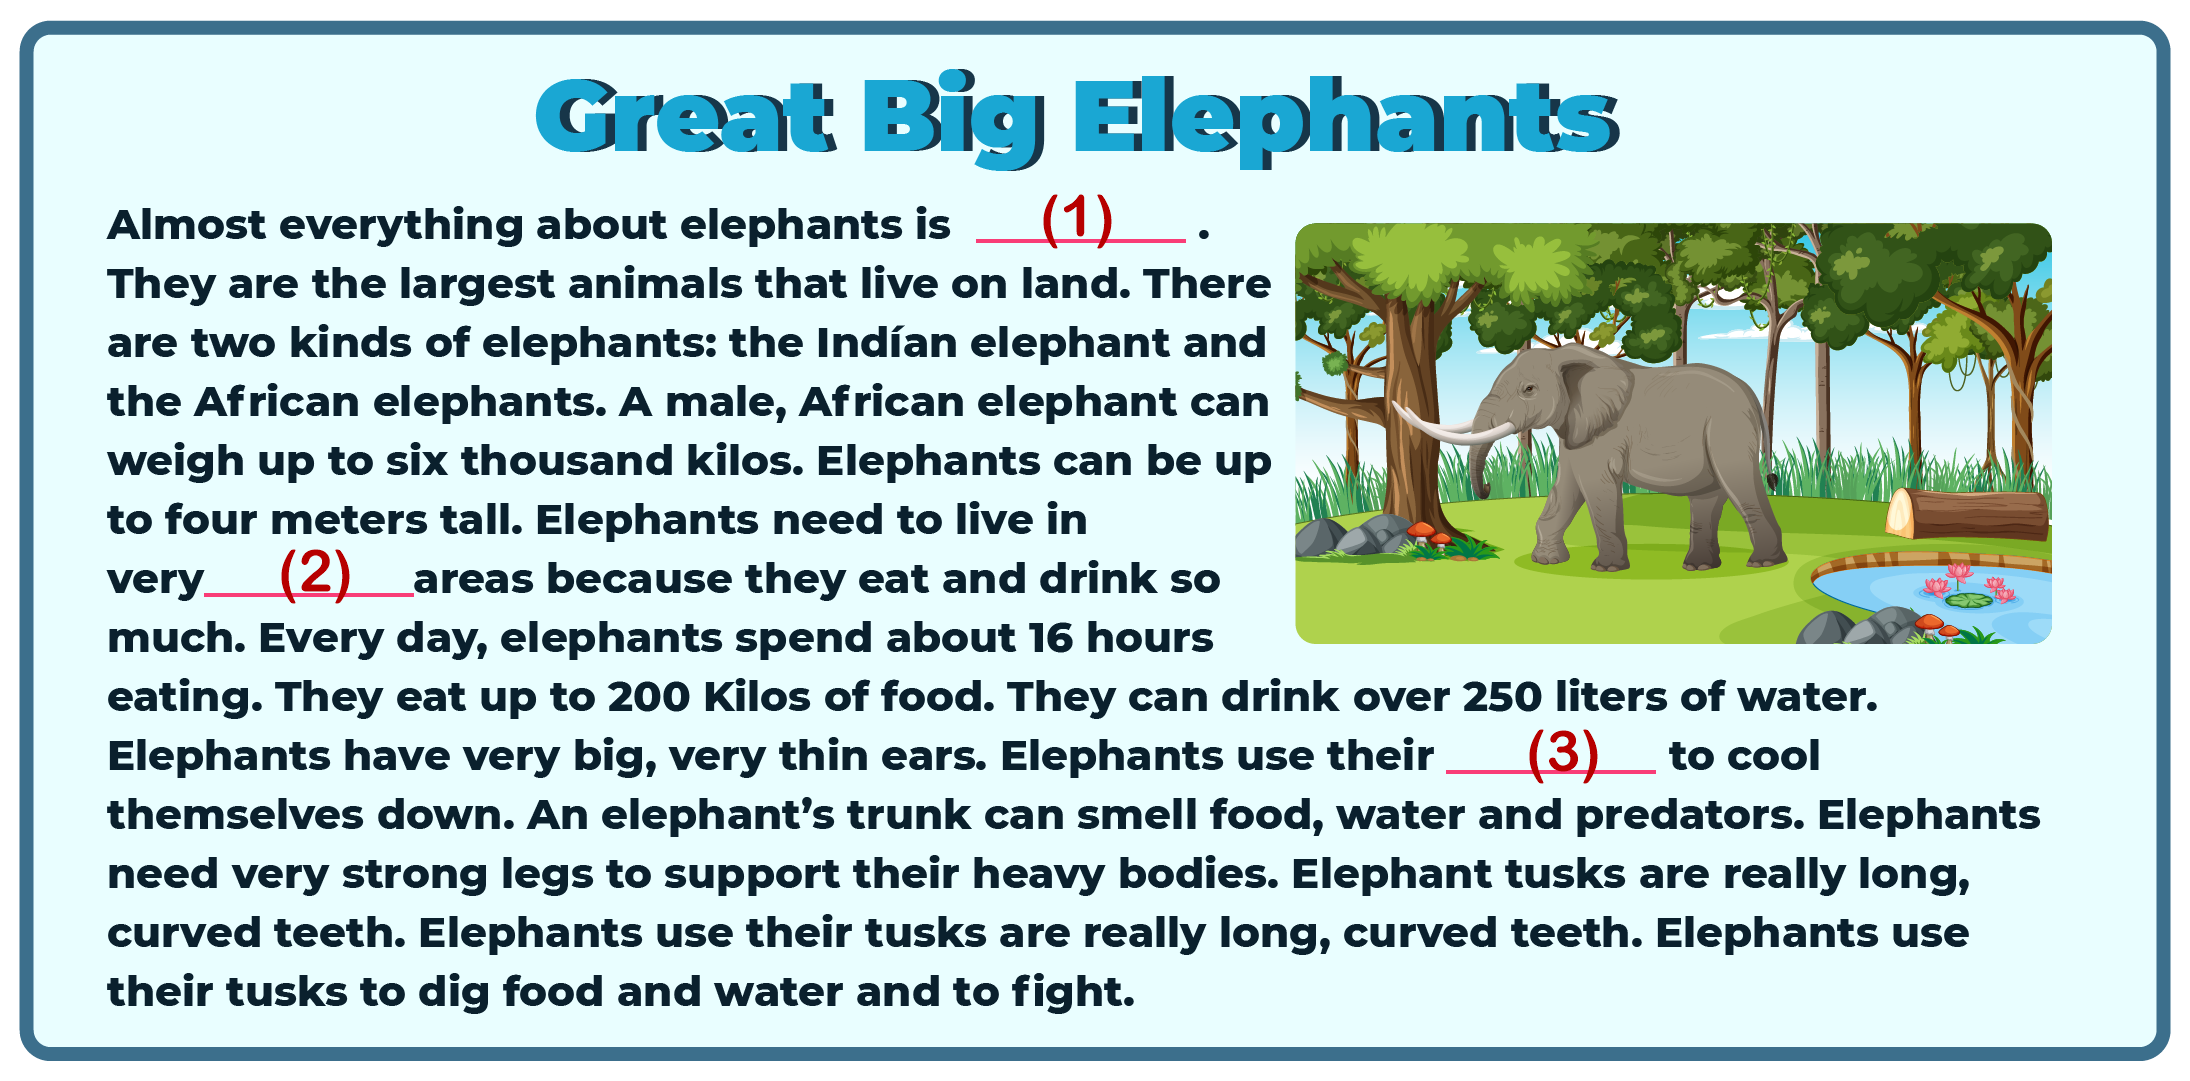 Great Big Elephants
Almost everything about elephants is (1) .
They are the largest animals that live on land. There
are two kinds of elephants: the Indían elephant and
the African elephants. A male, African elephant can
weigh up to six thousand kilos. Elephants can be up
to four meters tall. Elephants need to live in
very (2) areas because they eat and drink so
much. Every day, elephants spend about 16 hours
eating. They eat up to 200 Kilos of food. They can drink over 250 liters of water.
Elephants have very big, very thin ears. Elephants use their (3) to cool
themselves down. An elephant’s trunk can smell food, water and predators. Elephants
need very strong legs to support their heavy bodies. Elephant tusks are really long,
curved teeth. Elephants use their tusks are really long, curved teeth. Elephants use
their tusks to dig food and water and to fight.